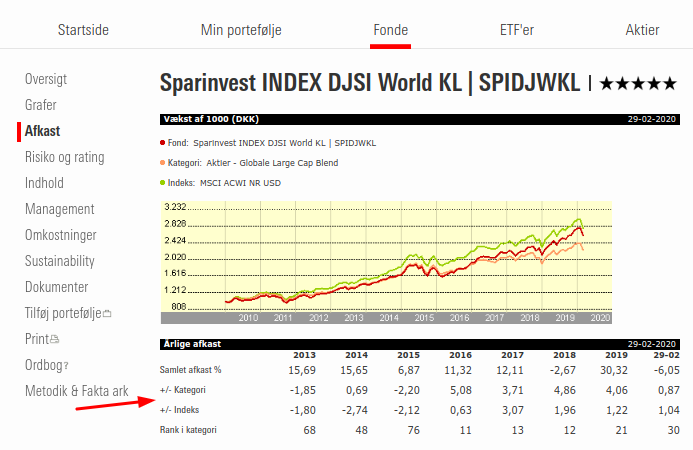 Startside Min portefølje Fonde ETF'er Aktier
Oversigt
Grafer
Afkast
Risiko og rating
Indhold
Management
Omkostninger
Sustainability
Dokumenter
Tilføj portefølje
Print
Ordbog?
Metodik & Fakta ark
Sparinvest INDEX DJSI World KL | SPIDJWKL | ★★★★★
Vækst af 1000 (DKK) 29-02-2020
Fond: Sparinvest INDEX DJSI World KL | SPIDJWKL
Kategori: Aktier - Globale Large Cap Blend
Indeks: MSCI ACWI NR USD
3.232
2.828
2.424
2.020
1.616
1.212
808
2010 2011 2012 2013 2014 2015 2016 2017 2018 2019 2020
Årlige afkast 29-02-2020
2013 2014 2015 2016 2017 2018 2019 29-02
Samlet afkast % 15,69 15,65 6,87 11,32 12,11 -2,67 30,32 -6,05
+/- Kategori -1,85 0,69 -2,20 5,08 3,71 4,86 4,06 0,87
+/- Indeks -1,80 -2,74 -2,12 0,63 3,07 1,96 1,22 1,04
Rank i kategori 68 48 76 11 13 12 21 30